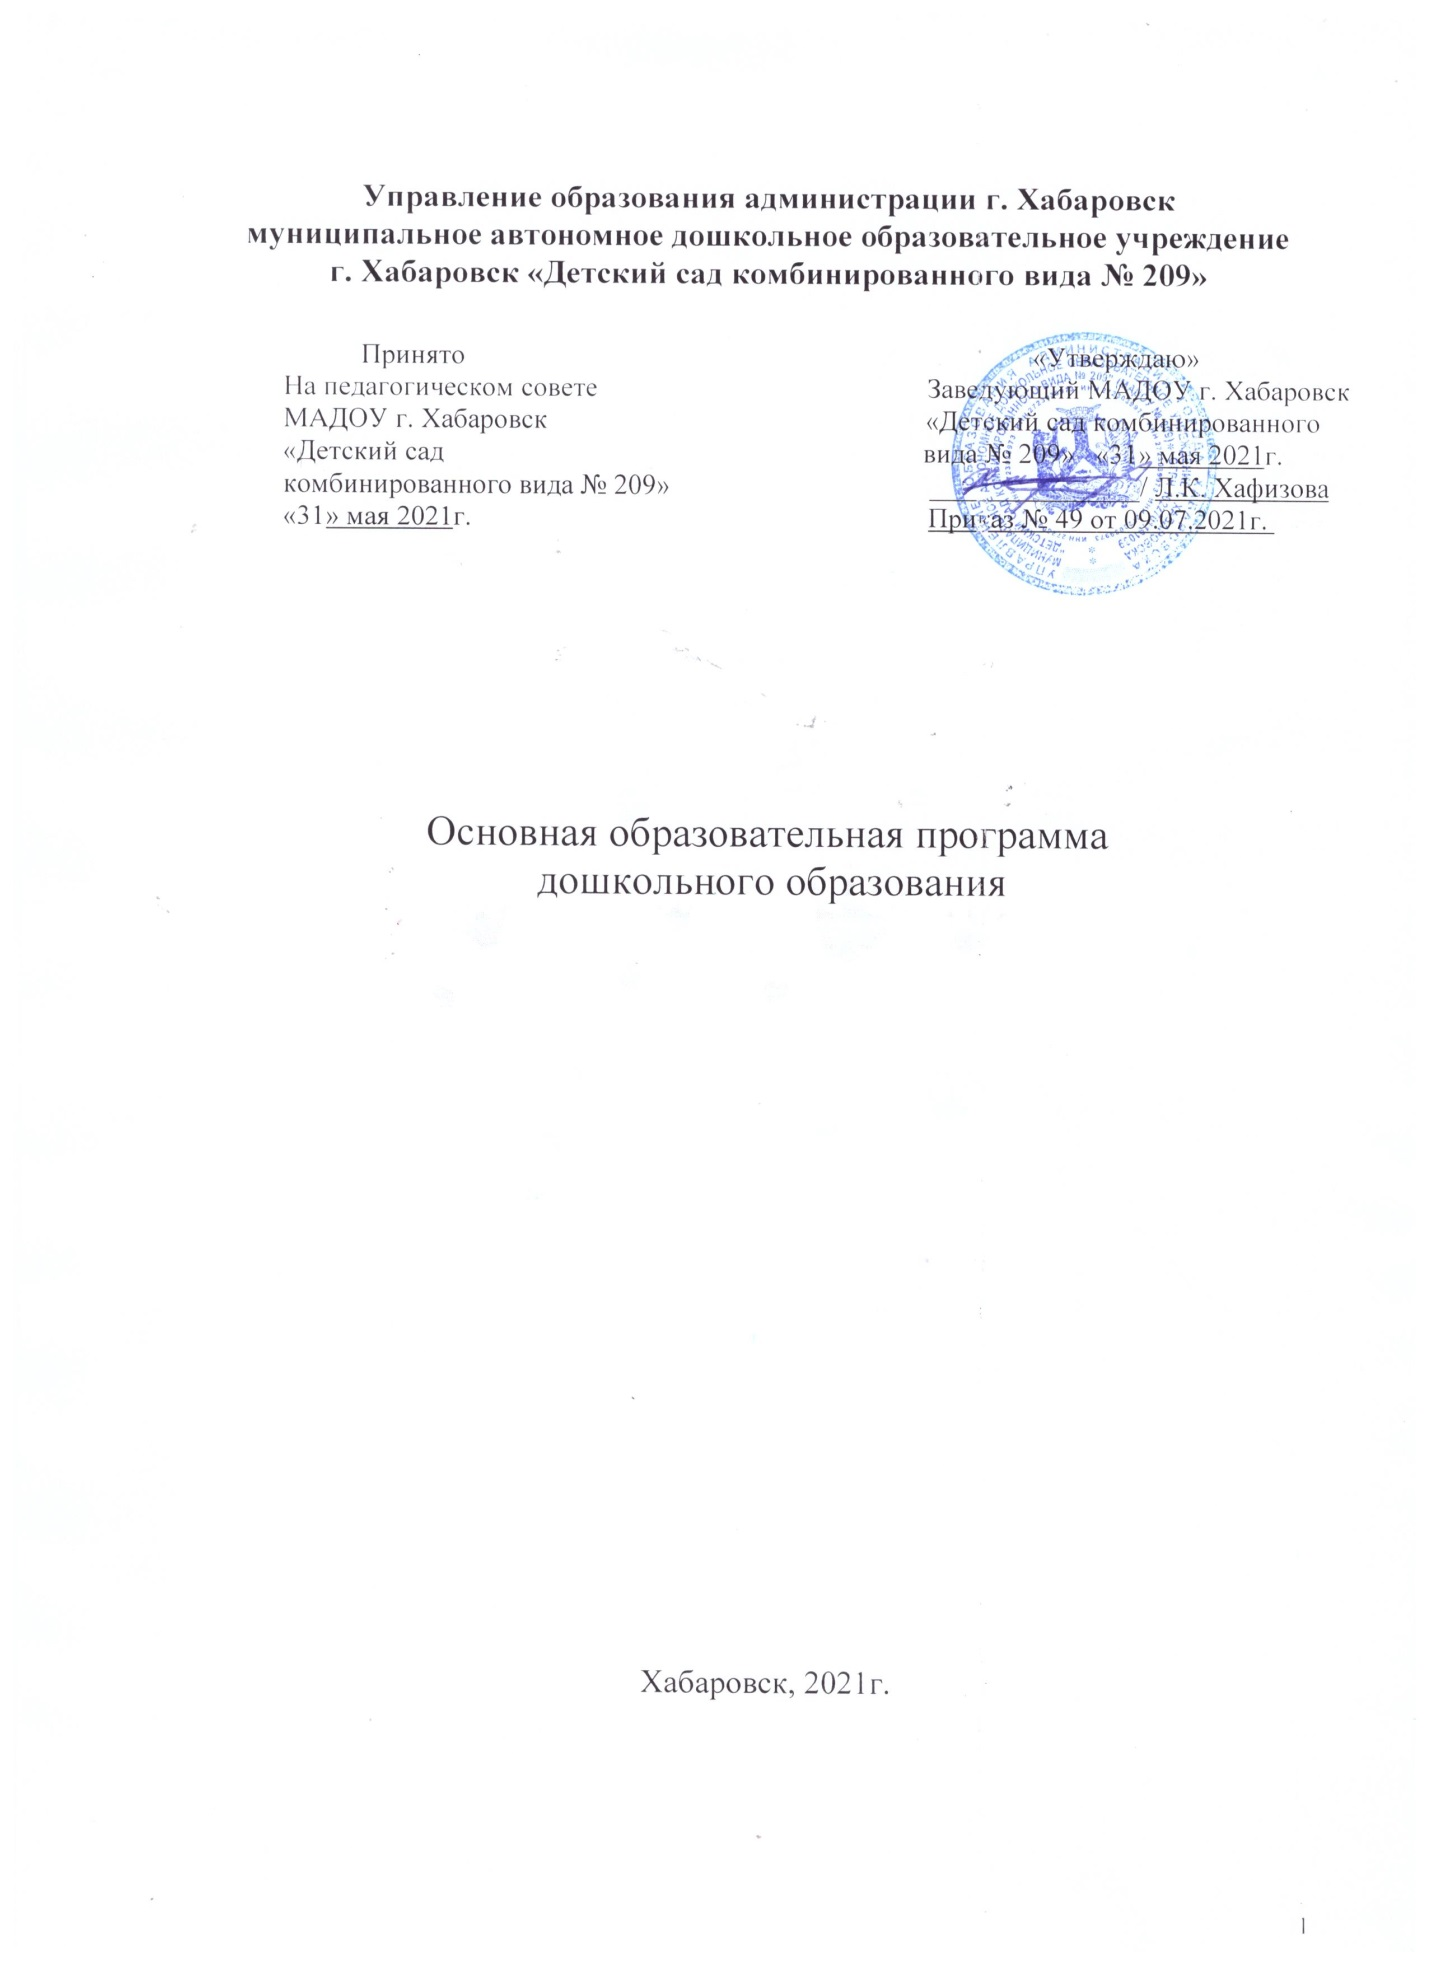 Управление образования администрации г. Хабаровск
муниципальное автономное дошкольное образовательное учреждение
г. Хабаровск «Детский сад комбинированного вида № 209»
Принято
На педагогическом совете
МАДОУ г. Хабаровск
«Детский сад
комбинированного вида № 209»
«31» мая 2021г.
«Утверждаю»
Заведующий МАДОУ г. Хабаровск
«Детский сад комбинированного
вида № 209» «31» мая 2021г.
/ Л.К. Хафизова
Приказ № 49 от 09.07.2021г.
Основная образовательная программа
дошкольного образования
Хабаровск, 2021г.
1